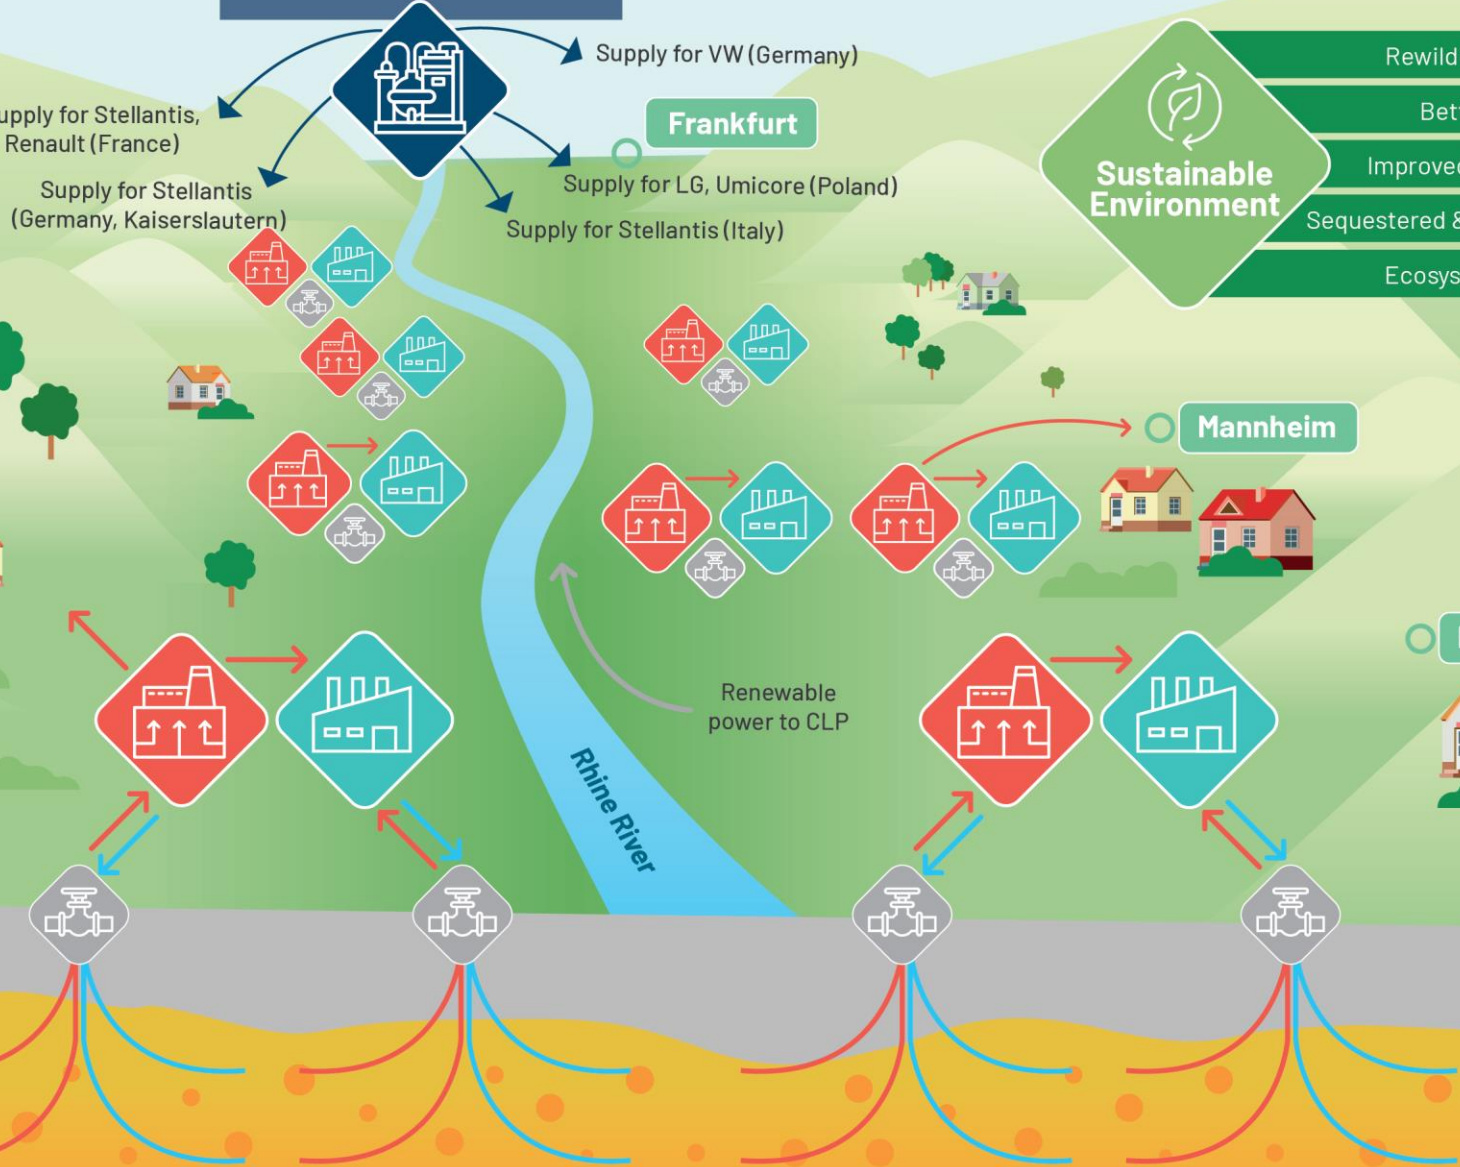 Supply for VW (Germany)
upply for Stellantis,
Renault (France)
Frankfurt
Supply for Stellantis
(Germany, Kaiserslautern)
Supply for LG, Umicore (Poland)
Supply for Stellantis (Italy)
Sustainable
Environment
Rewild
Bet
Improved
Sequestered &
Ecosys
Mannheim
Renewable
power to CLP
Rhine River